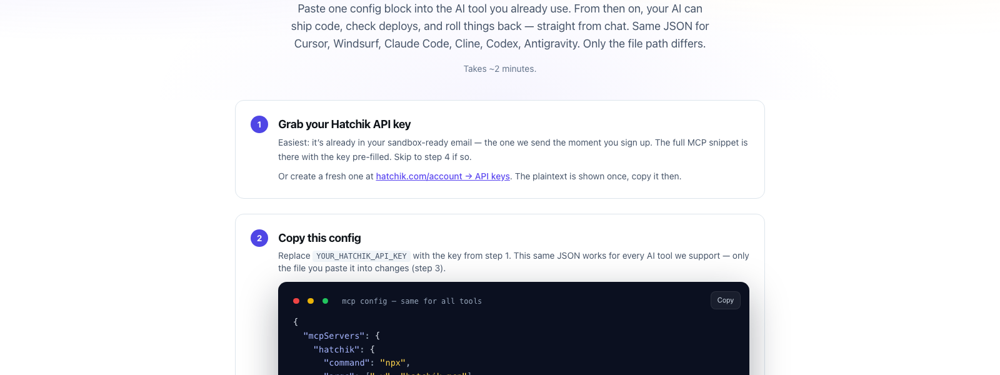 Paste one config block into the AI tool you already use. From then on, your AI can
ship code, check deploys, and roll things back — straight from chat. Same JSON for
Cursor, Windsurf, Claude Code, Cline, Codex, Antigravity. Only the file path differs.
Takes ~2 minutes.
1 Grab your Hatchik API key
Easiest: it's already in your sandbox-ready email — the one we send the moment you sign up. The full MCP snippet is
there with the key pre-filled. Skip to step 4 if so.
Or create a fresh one at hatchik.com/account → API keys. The plaintext is shown once, copy it then.
2 Copy this config
Replace YOUR_HATCHIK_API_KEY with the key from step 1. This same JSON works for every AI tool we support — only
the file you paste it into changes (step 3).
mcp config — same for all tools
Copy
{
"mcpServers": {
"hatchik": {
"command": "npx",